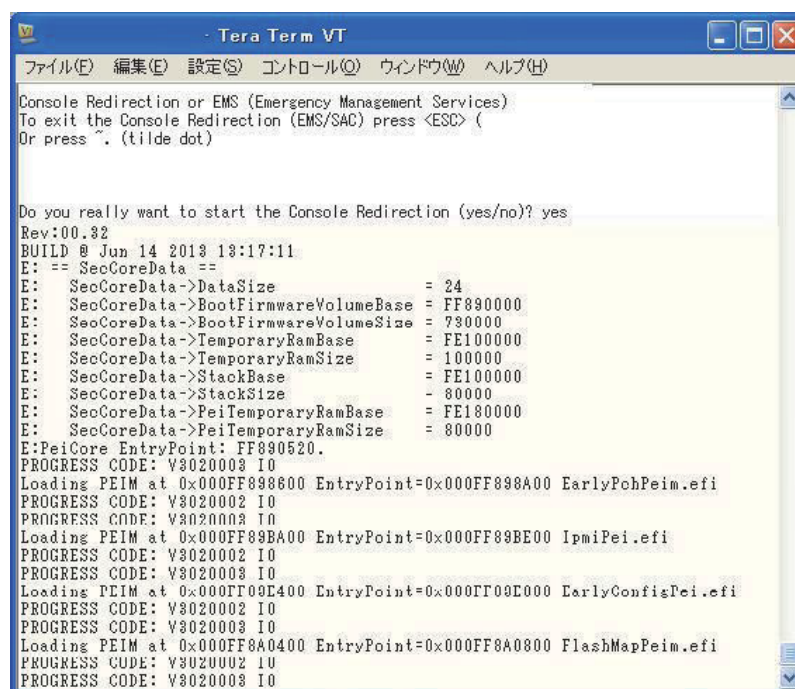 - Tera Term VT
ファイル(F) 編集(E) 設定(S) コントロール(O) ウィンドウ(W) ヘルプ(H)
Console Redirection or EMS (Emergency Management Services)
To exit the Console Redirection (EMS/SAC) press <ESC> (
Or press ~. (tilde dot)
Do you really want to start the Console Redirection (yes/no)? yes
Rev:00.32
BUILD @ Jun 14 2013 13:17:11
E: == SecCoreData ==
E: SecCoreData->DataSize = 24
E: SecCoreData->BootFirmwareVolumeBase = FF890000
E: SecCoreData->BootFirmwareVolumeSize = 730000
E: SecCoreData->TemporaryRamBase = FE100000
E: SecCoreData->TemporaryRamSize = 100000
E: SecCoreData->StackBase = FE100000
E: SecCoreData->StackSize = 80000
E: SecCoreData->PeiTemporaryRamBase = FE180000
E: SecCoreData->PeiTemporaryRamSize = 80000
E:PeiCore EntryPoint: FF890520.
PROGRESS CODE: V3020003 I0
Loading PEIM at 0x000FF898600 EntryPoint=0x000FF898A00 EarlyPchPeim.efi
PROGRESS CODE: V3020002 I0
PROGRESS CODE: V3020003 I0
Loading PEIM at 0x000FF89BA00 EntryPoint=0x000FF89BE00 IpmiPei.efi
PROGRESS CODE: V3020002 I0
PROGRESS CODE: V3020003 I0
Loading PEIM at EarlyConfigPei.efi
PROGRESS CODE: V3020002 I0
PROGRESS CODE: V3020003 I0
Loading PEIM at 0x000FF8A0400 EntryPoint=0x000FF8A0800 FlashMapPeim.efi
PROGRESS CODE: V3020002 I0
PROGRESS CODE: V3020003 I0